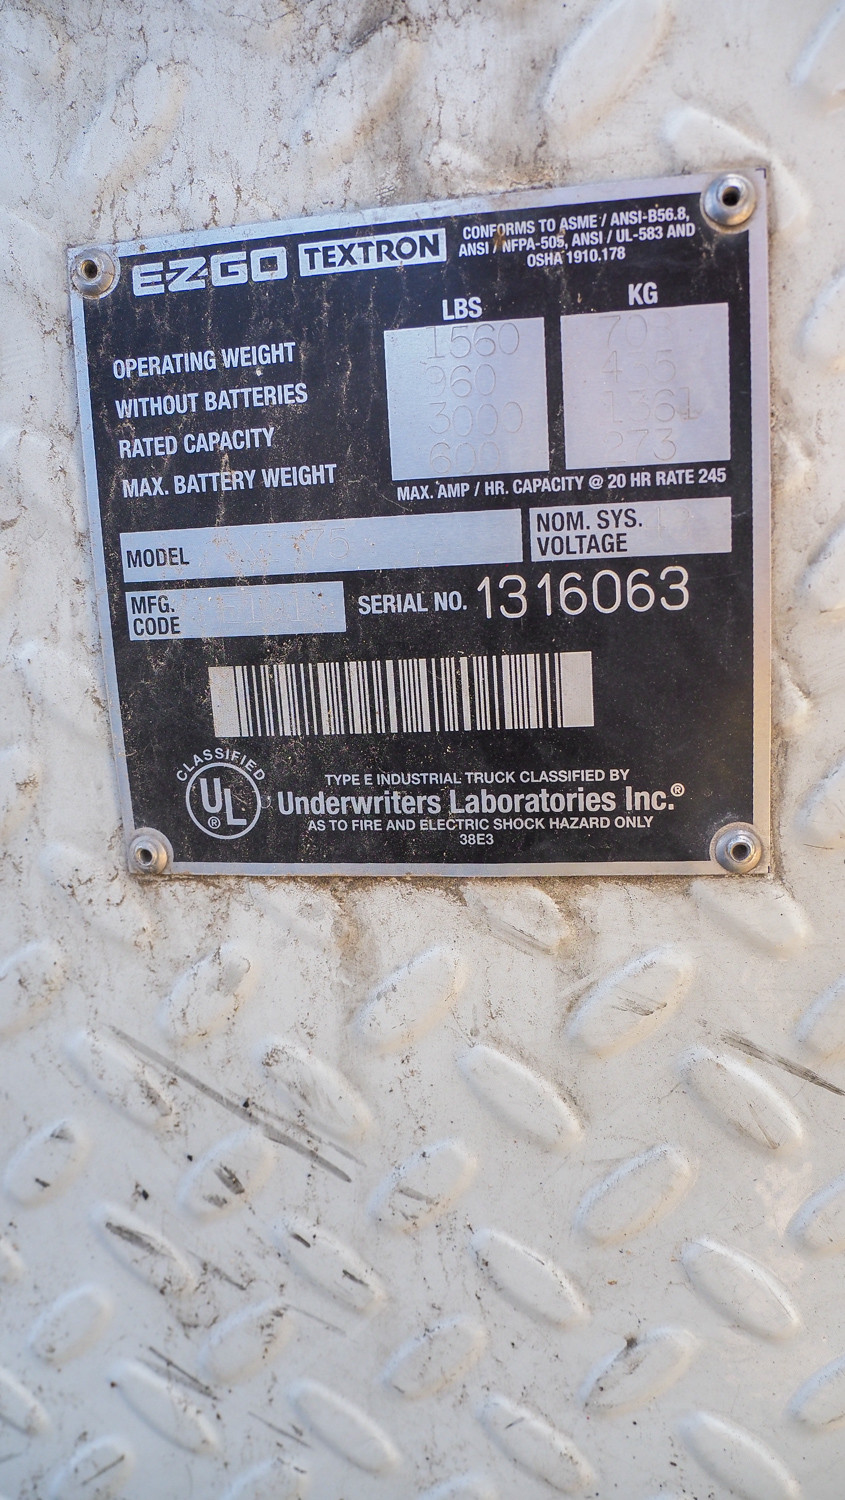 E-Z-GO TEXTRON
CONFORMS TO ASME / ANSI-B56.8,
ANSI / NFPA-505, ANSI / UL-583 AND
OSHA 1910.178
LBS KG
OPERATING WEIGHT 1560
WITHOUT BATTERIES 960
RATED CAPACITY 3000 1361
MAX. BATTERY WEIGHT 600 273
MAX. AMP / HR. CAPACITY @ 20 HR RATE 245
MODEL
NOM. SYS.
VOLTAGE
MFG.
CODE
SERIAL NO. 1316063
CLASSIFIED
UL®
TYPE E INDUSTRIAL TRUCK CLASSIFIED BY
Underwriters Laboratories Inc.®
AS TO FIRE AND ELECTRIC SHOCK HAZARD ONLY
38E3